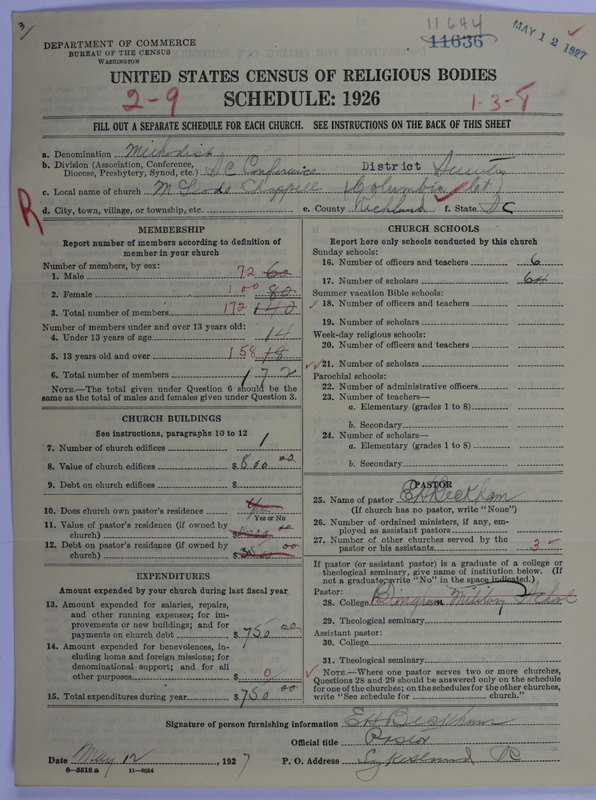 3
11644
11636
MAY 12 1927
DEPARTMENT OF COMMERCE
BUREAU OF THE CENSUS
WASHINGTON
UNITED STATES CENSUS OF RELIGIOUS BODIES
SCHEDULE: 1926
2-9
1-3-8
FILL OUT A SEPARATE SCHEDULE FOR EACH CHURCH. SEE INSTRUCTIONS ON THE BACK OF THIS SHEET
a. Denomination Methodist
b. Division (Association, Conference, Diocese, Presbytery, Synod, etc.) SC Conference District Sumter
c. Local name of church Chappell Columbia
d. City, town, village, or township, etc. e. County Richland f. State SC
R
MEMBERSHIP
Report number of members according to definition of
member in your church
Number of members, by sex:
1. Male 72 60
2. Female 100 80
3. Total number of members 172 140
Number of members under and over 13 years old:
4. Under 13 years of age 14
5. 13 years old and over 158 18
6. Total number of members 172
NOTE.—The total given under Question 6 should be the
same as the total of males and females given under Question 3.
CHURCH BUILDINGS
See instructions, paragraphs 10 to 12
7. Number of church edifices 1
8. Value of church edifices $ 800 00
9. Debt on church edifices $
10. Does church own pastor's residence
Yes or No
11. Value of pastor's residence (if owned by
church) $
12. Debt on pastor's residence (if owned by
church) $
EXPENDITURES
Amount expended by your church during last fiscal year
13. Amount expended for salaries, repairs,
and other running expenses; for im-
provements or new buildings; and for
payments on church debt $ 750 00
14. Amount expended for benevolences, in-
cluding home and foreign missions; for
denominational support; and for all
other purposes $ 0
15. Total expenditures during year $ 750 00
CHURCH SCHOOLS
Report here only schools conducted by this church
Sunday schools:
16. Number of officers and teachers 6
17. Number of scholars 64
Summer vacation Bible schools:
18. Number of officers and teachers
19. Number of scholars
Week-day religious schools:
20. Number of officers and teachers
21. Number of scholars
Parochial schools:
22. Number of administrative officers
23. Number of teachers—
a. Elementary (grades 1 to 8)
b. Secondary
24. Number of scholars—
a. Elementary (grades 1 to 8)
b. Secondary
PASTOR
25. Name of pastor E H Beckham
(If church has no pastor, write "None")
26. Number of ordained ministers, if any, em-
ployed as assistant pastors
27. Number of other churches served by the
pastor or his assistants 3
If pastor (or assistant pastor) is a graduate of a college or
theological seminary, give name of institution below. (If
not a graduate, write "No" in the space indicated.)
Pastor:
28. College Bingham Military School
29. Theological seminary
Assistant pastor:
30. College
31. Theological seminary
NOTE.—Where one pastor serves two or more churches,
Questions 28 and 29 should be answered only on the schedule
for one of the churches; on the schedules for the other churches,
write "See schedule for church."
Signature of person furnishing information E H Beckham
Official title Pastor
Date May 12, 1927 P. O. Address SC
8-5518a 11-9054